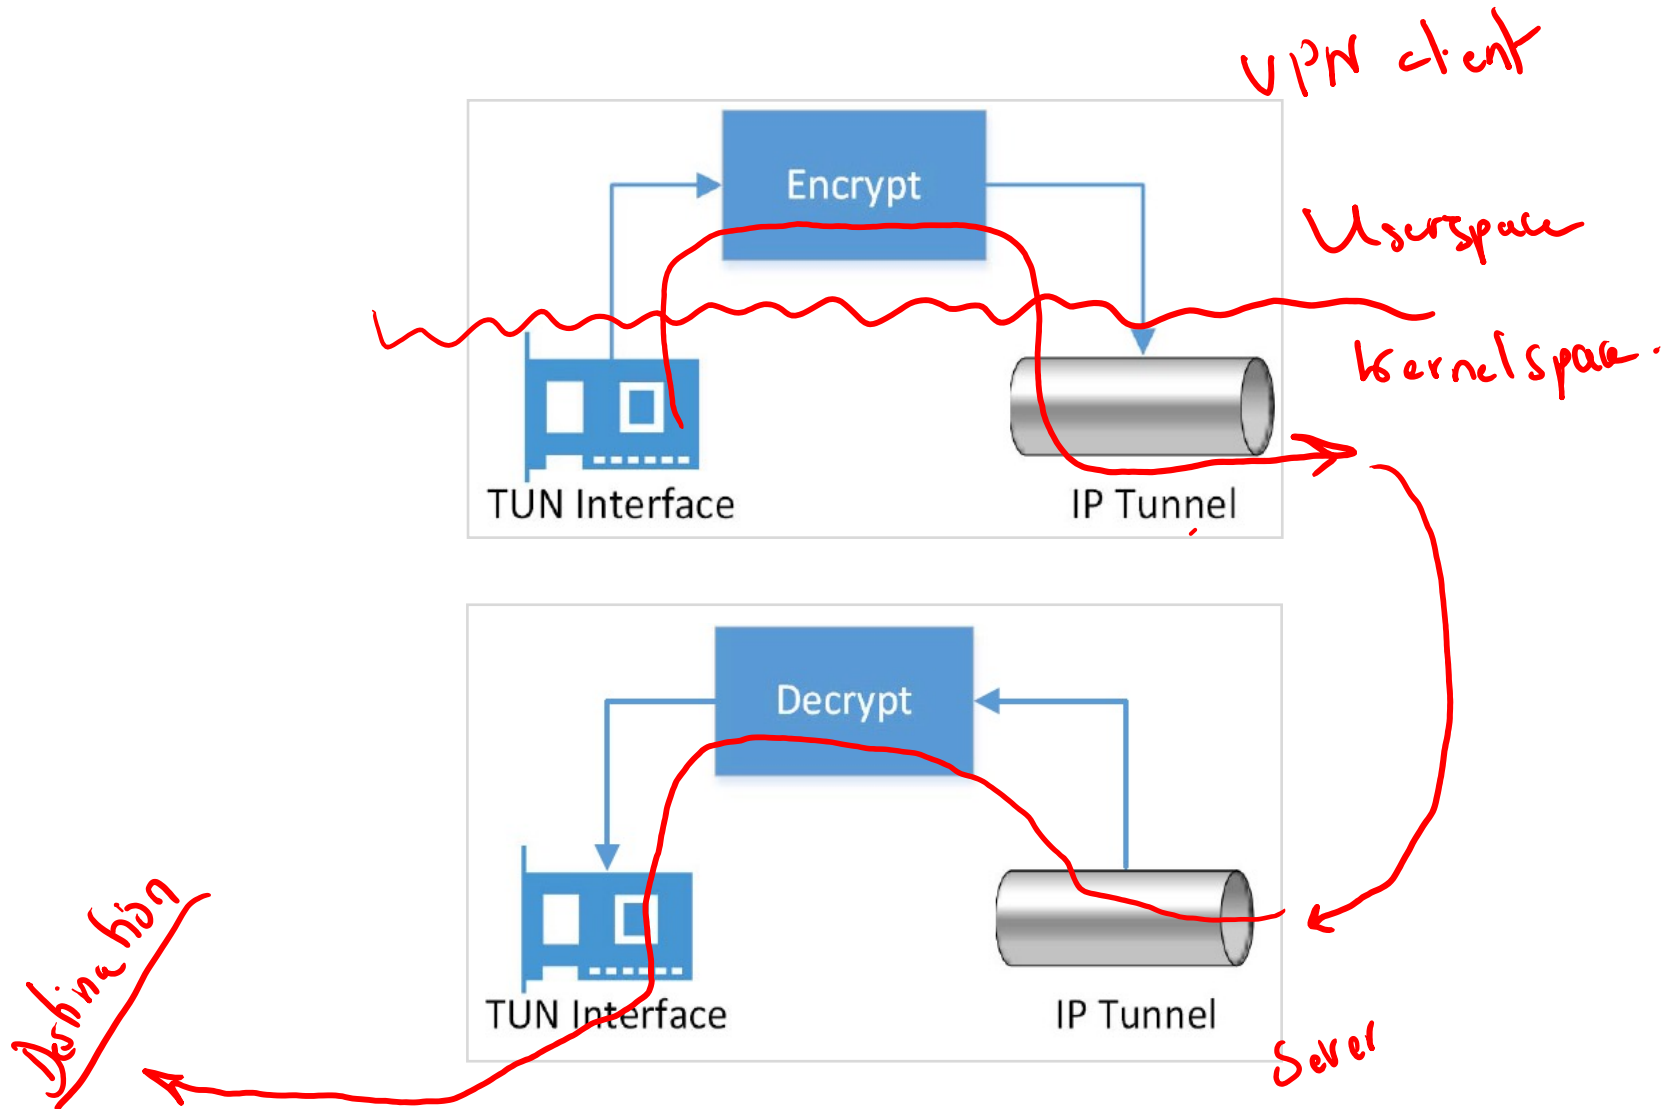 VPN client
Encrypt
Userspace
Kernelspace.
TUN Interface
IP Tunnel
Decrypt
Destination
TUN Interface
IP Tunnel
Sever